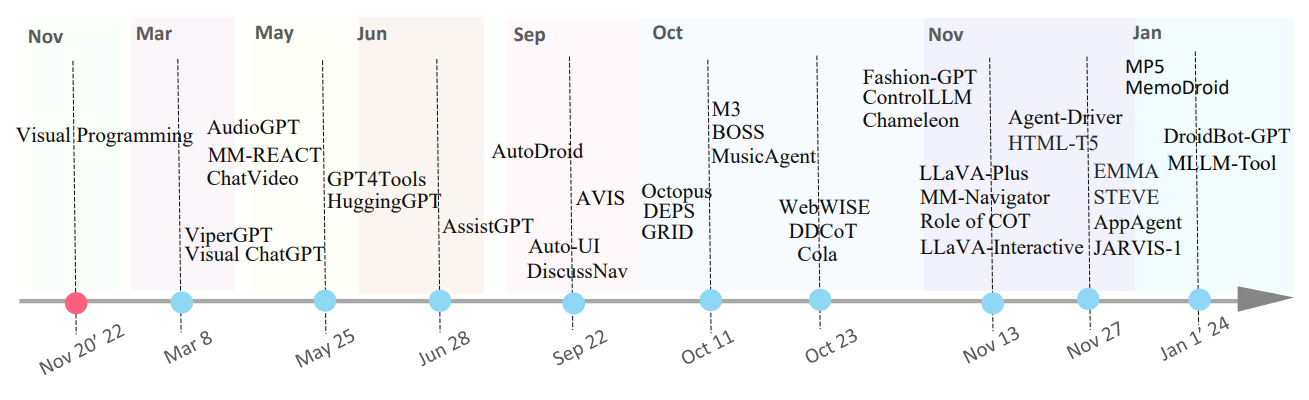 Nov
Mar
May
Jun
Sep
Oct
Nov
Jan
Visual Programming
AudioGPT
MM-REACT
ChatVideo
ViperGPT
Visual ChatGPT
GPT4Tools
HuggingGPT
AssistGPT
AutoDroid
AVIS
Auto-UI
DiscussNav
M3
BOSS
MusicAgent
Octopus
DEPS
GRID
WebWISE
DDCoT
Cola
Fashion-GPT
ControlLLM
Chameleon
LLaVA-Plus
MM-Navigator
Role of COT
LLaVA-Interactive
Agent-Driver
HTML-T5
EMMA
STEVE
AppAgent
JARVIS-1
MP5
MemoDroid
DroidBot-GPT
MLLM-Tool
Nov 20' 22
Mar 8
May 25
Jun 28
Sep 22
Oct 11
Oct 23
Nov 13
Nov 27
Jan 1' 24